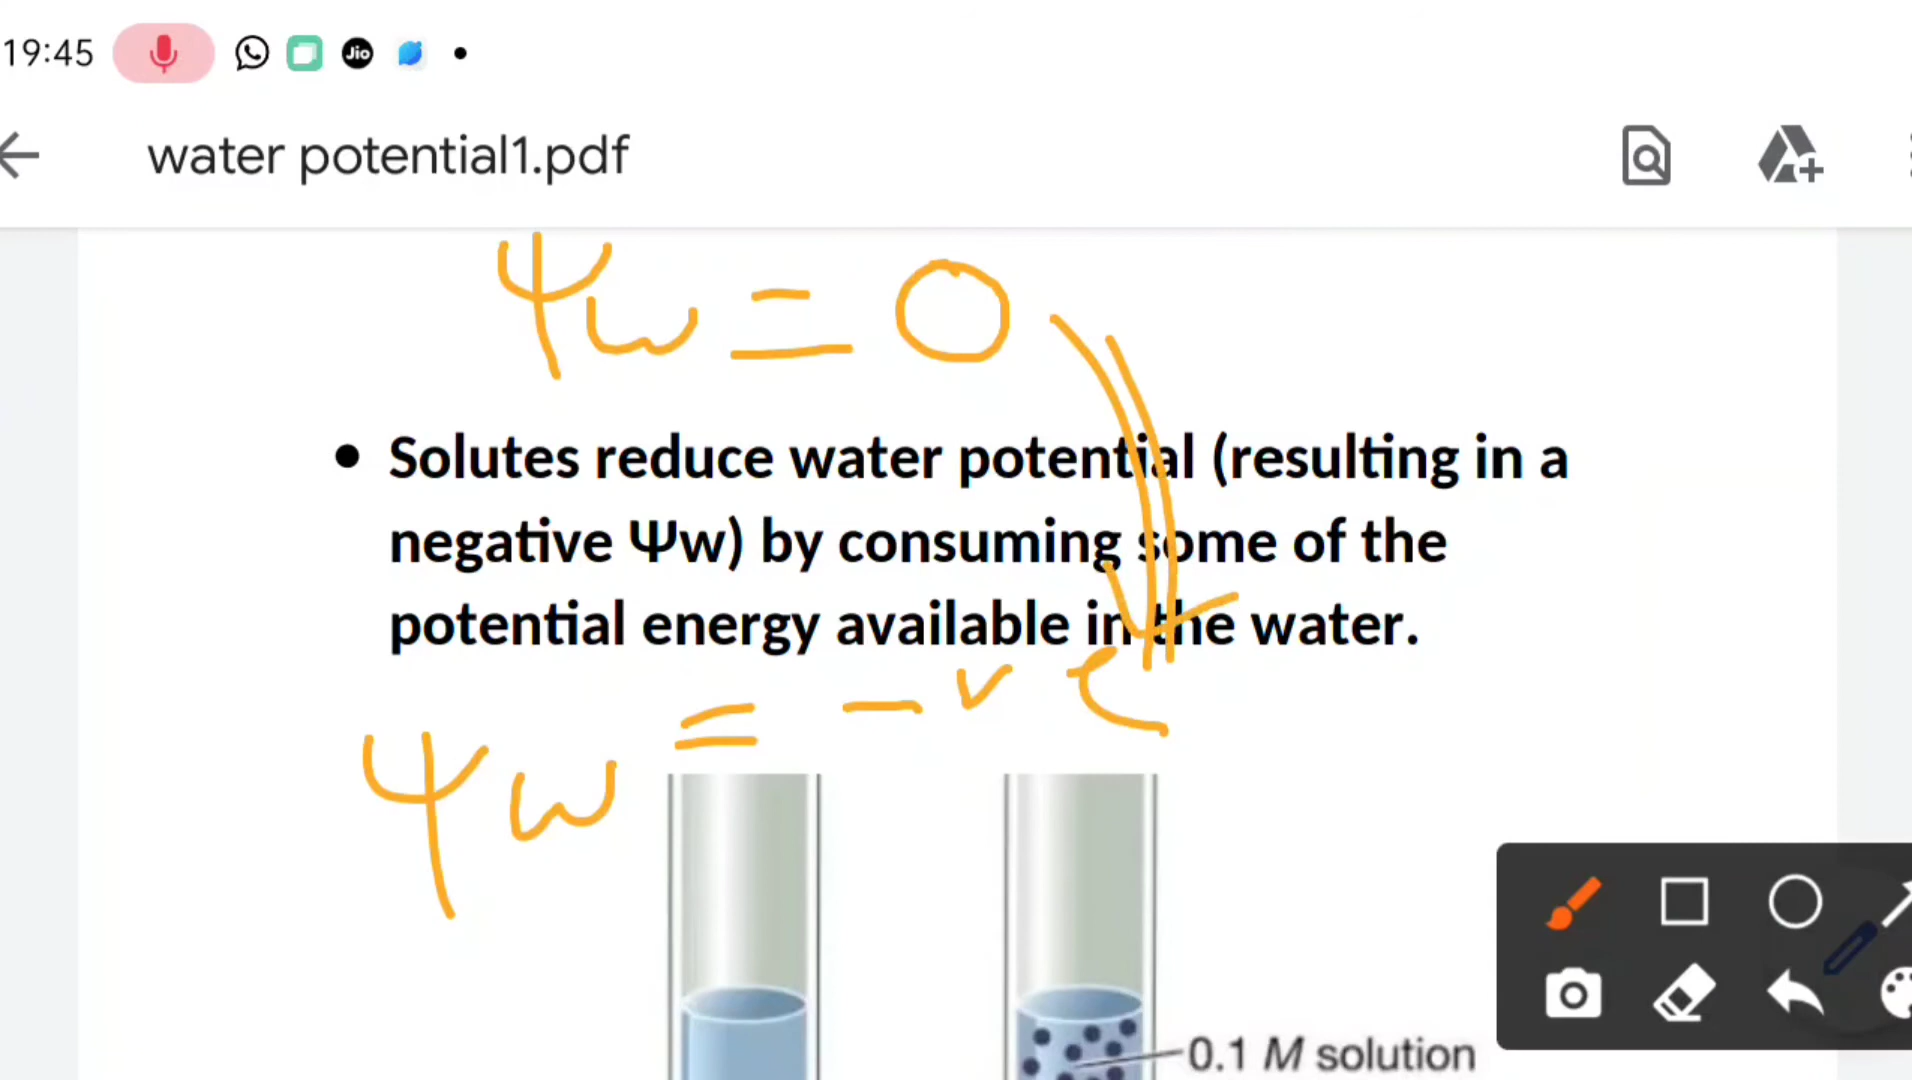 19:45 Jio
water potential1.pdf
Ψw = 0
• Solutes reduce water potential (resulting in a
negative Ψw) by consuming some of the
potential energy available in the water.
Ψw = -ve
0.1 M solution